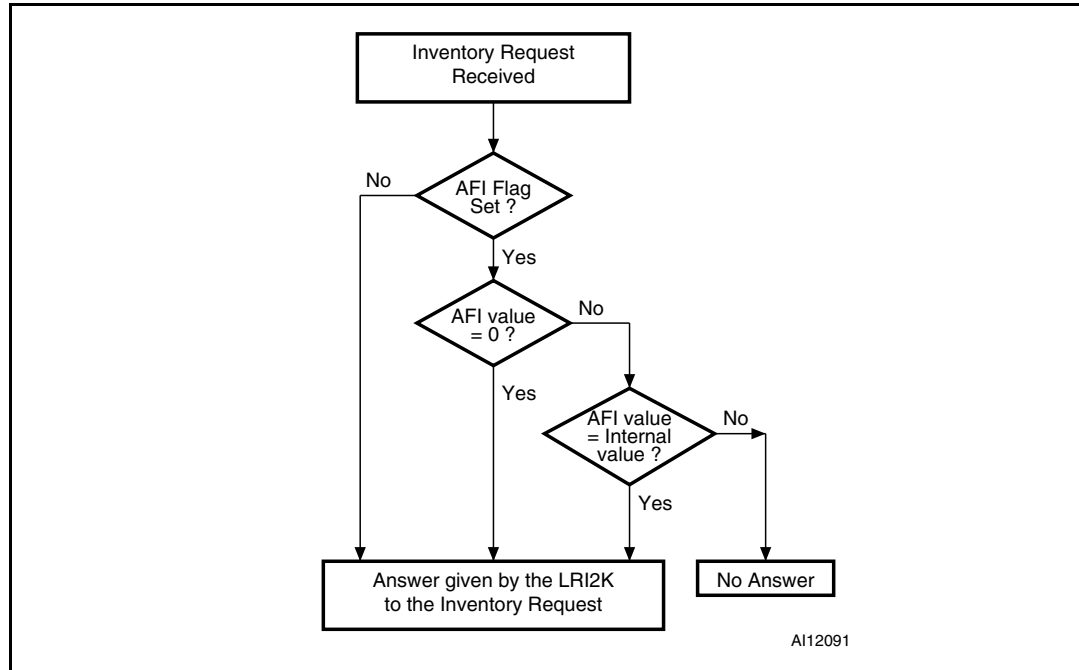 Inventory Request
Received
No
AFI Flag
Set ?
Yes
AFI value
= 0 ?
No
Yes
AFI value
= Internal
value ?
No
Yes
Answer given by the LRI2K
to the Inventory Request
No Answer
AI12091